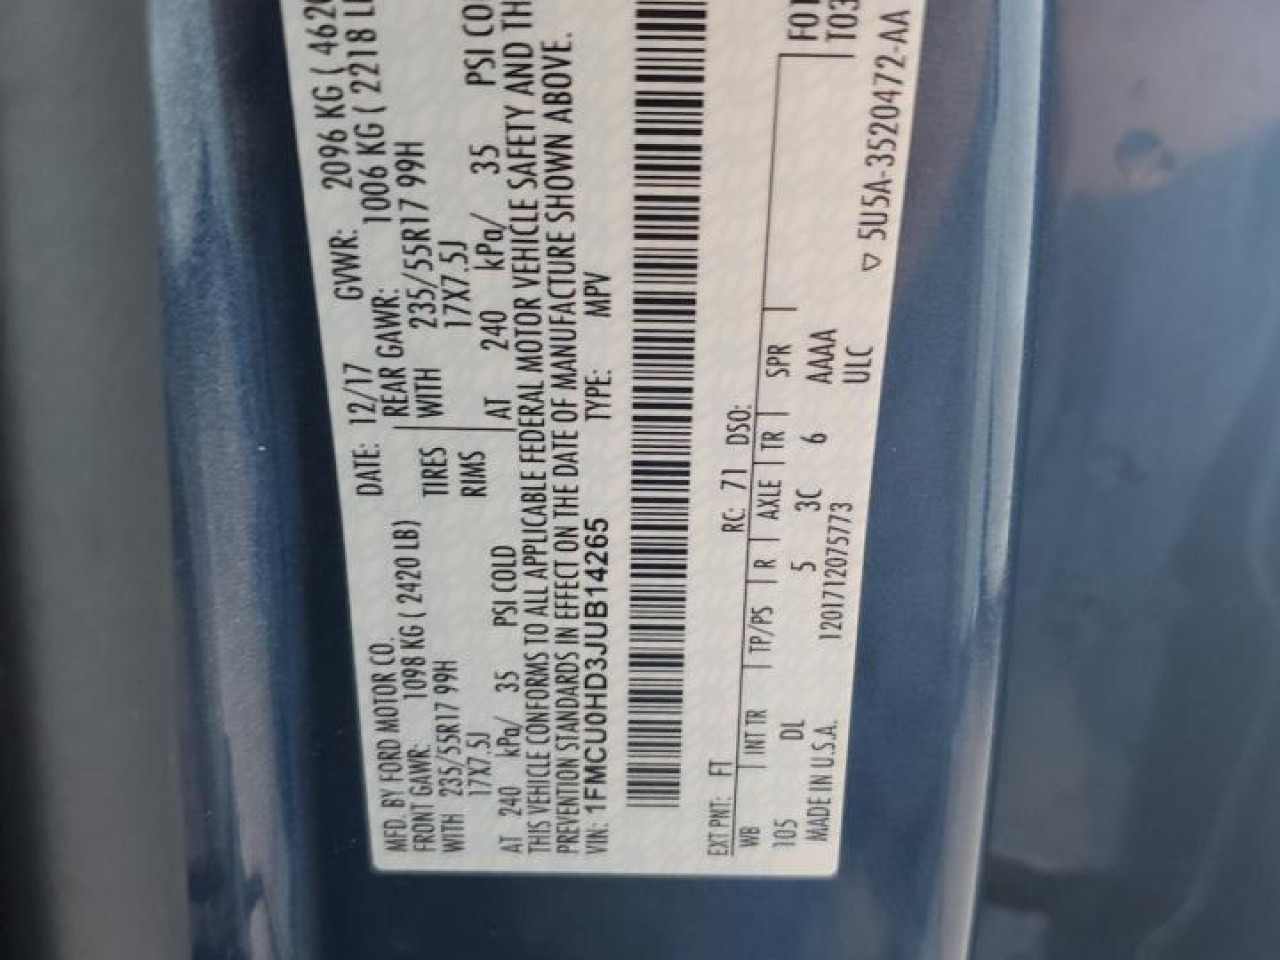 MFD. BY FORD MOTOR CO.
DATE: 12/17 GVWR: 2096 KG ( 462
FRONT GAWR: 1098 KG ( 2420 LB) REAR GAWR: 1006 KG ( 2218 L
WITH 235/55R17 99H TIRES WITH 235/55R17 99H
17X7.5J RIMS 17X7.5J
AT 240 kPa/ 35 PSI COLD AT 240 kPa/ 35 PSI CO
THIS VEHICLE CONFORMS TO ALL APPLICABLE FEDERAL MOTOR VEHICLE SAFETY AND TH
PREVENTION STANDARDS IN EFFECT ON THE DATE OF MANUFACTURE SHOWN ABOVE.
VIN: 1FMCU0HD3JUB14265 TYPE: MPV
EXT PNT: FT RC: 71 DSO:
WB INT TR TP/PS R AXLE TR SPR
105 DL 5 3C 6 AAAA
MADE IN U.S.A. 120171207S773 ULC
▽ 5U5A-3520472-AA